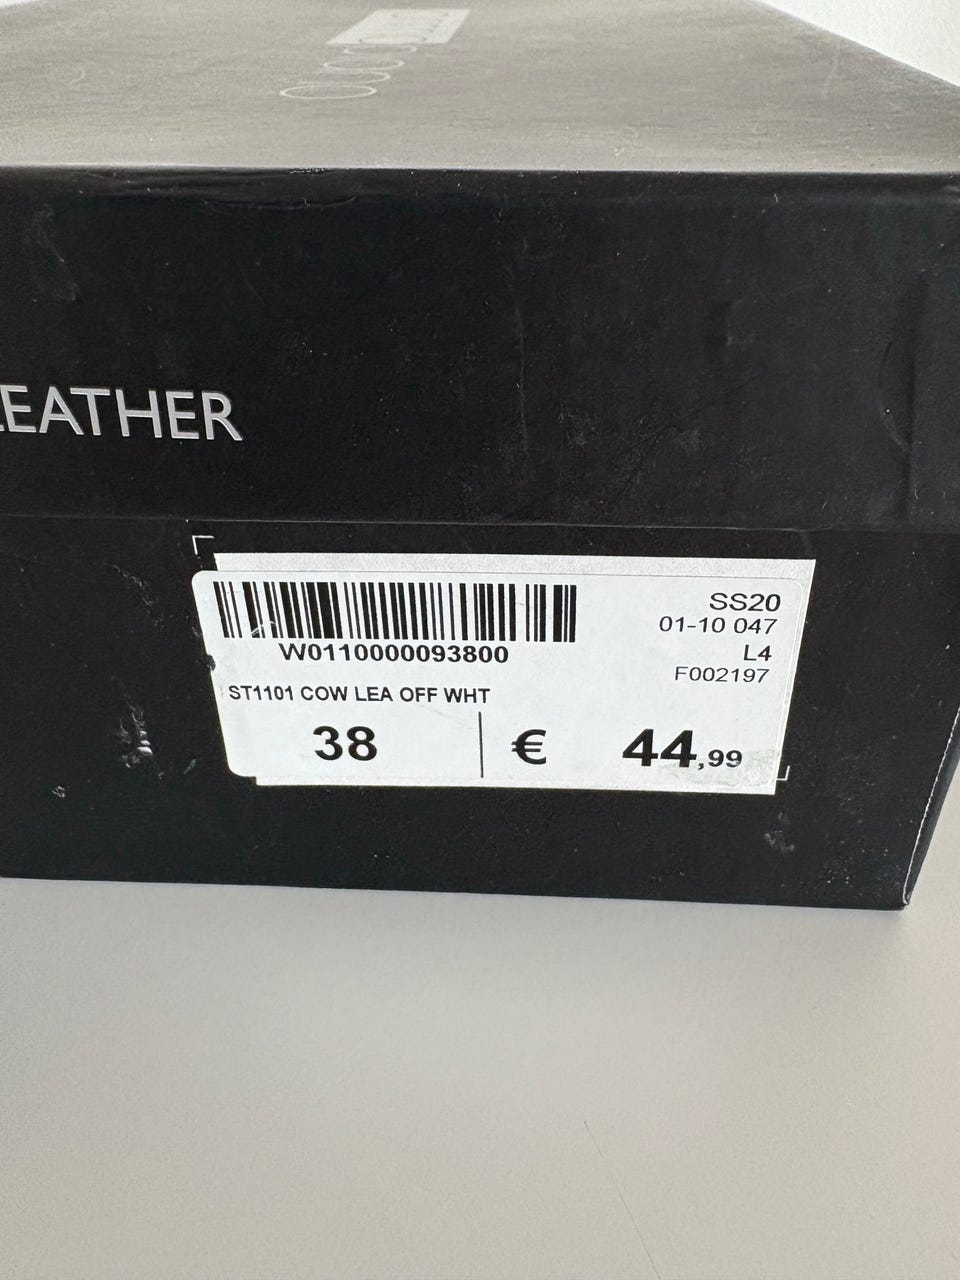 LEATHER
SS20
01-10 047
W0110000093800
L4
F002197
ST1101 COW LEA OFF WHT
38
€ 44,99